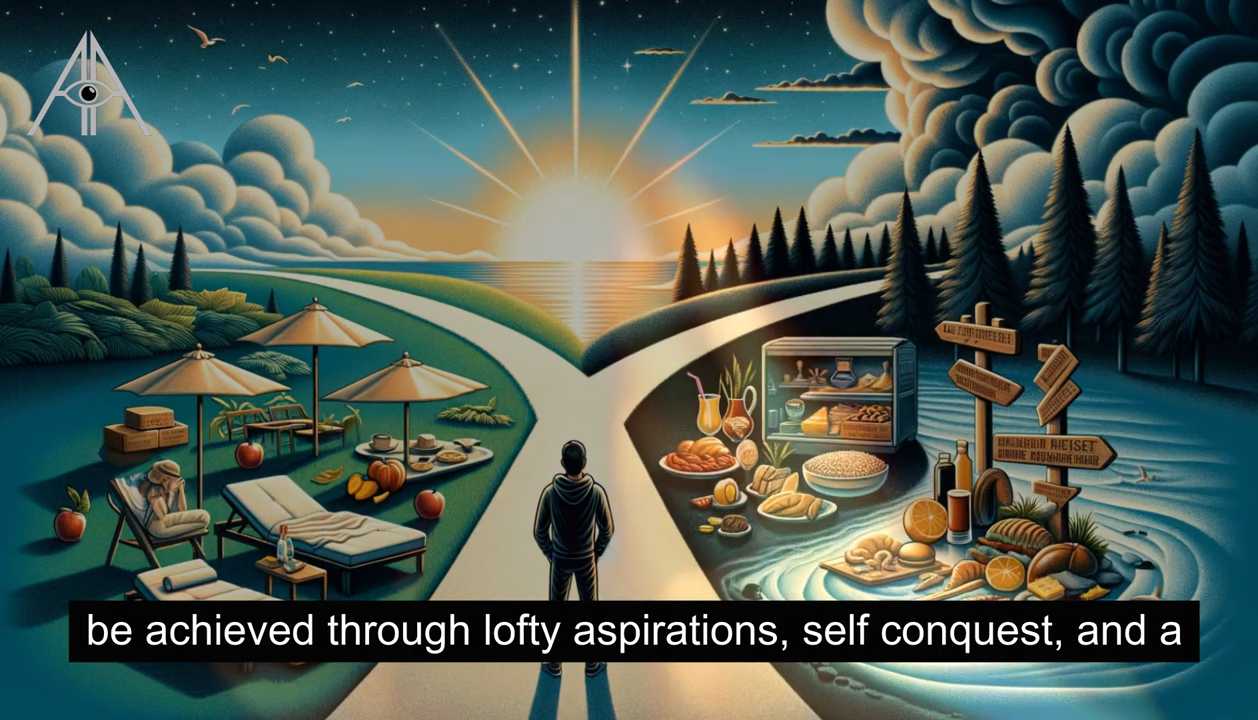 be achieved through lofty aspirations, self conquest, and a